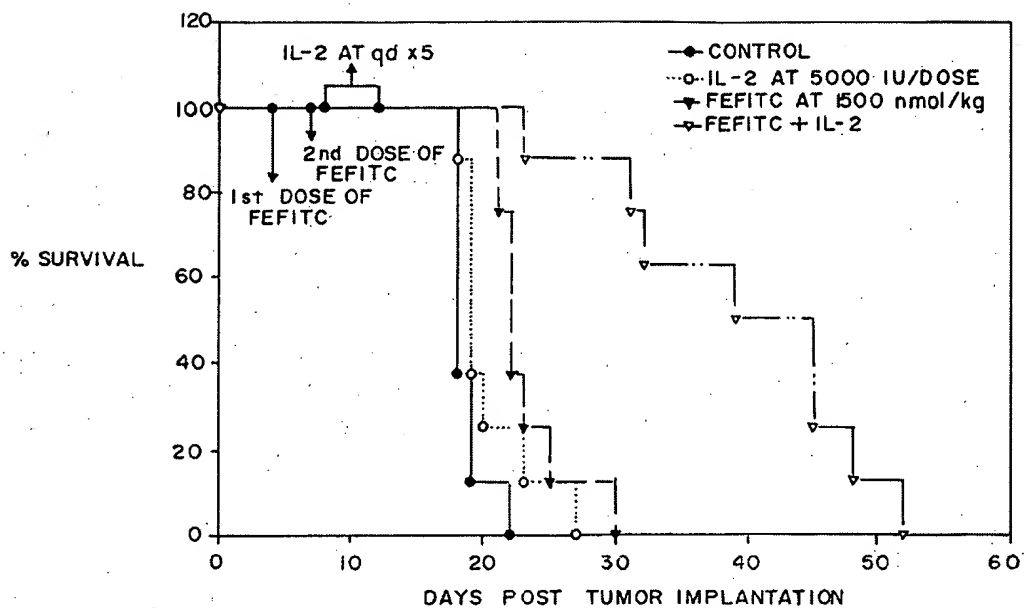 120
IL-2 AT qd x5
CONTROL
IL-2 AT 5000 IU/DOSE
FEFITC AT 1500 nmol/kg
FEFITC + IL-2
100
2nd DOSE OF
FEFITC
80
1st DOSE OF
FEFITC
% SURVIVAL
60
40
20
0
0 10 20 30 40 50 60
DAYS POST TUMOR IMPLANTATION